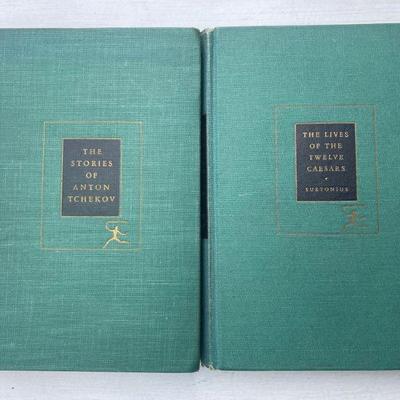 THE
STORIES
OF
ANTON
TCHEKOV
THE LIVES
OF THE
TWELVE
CAESARS
SUETONIUS